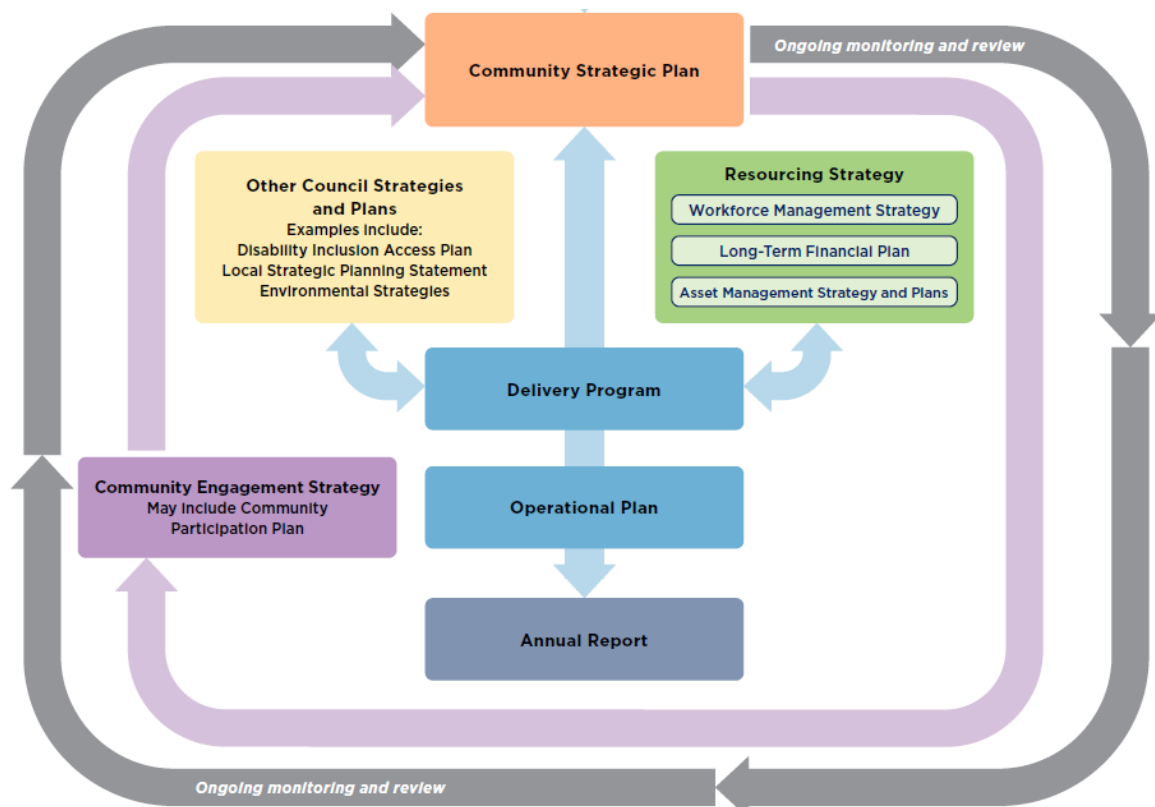 Ongoing monitoring and review
Community Strategic Plan
Other Council Strategies
and Plans
Examples include:
Disability Inclusion Access Plan
Local Strategic Planning Statement
Environmental Strategies
Resourcing Strategy
Workforce Management Strategy
Long-Term Financial Plan
Asset Management Strategy and Plans
Delivery Program
Community Engagement Strategy
May include Community
Participation Plan
Operational Plan
Annual Report
Ongoing monitoring and review